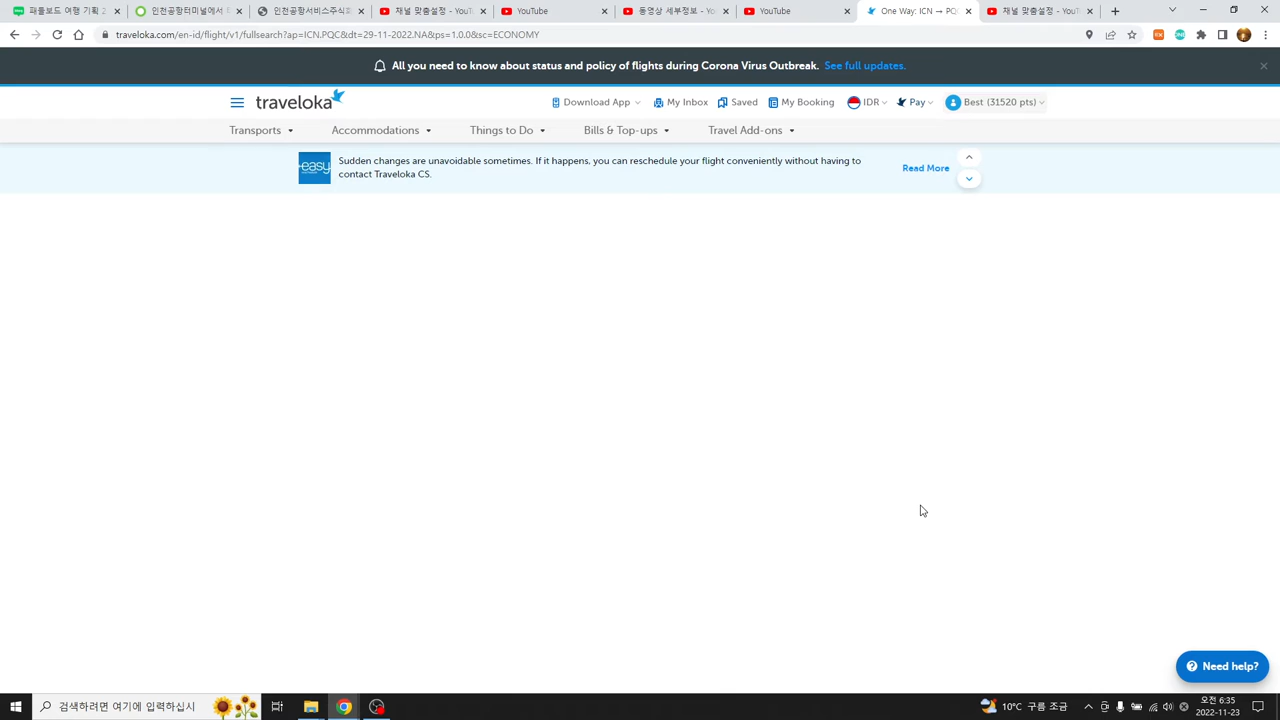 패들보드 여행 기획 2
인천공항터미널에서
인천공항서비스주식회
채널 맞춤설정 - YouT
YouTube
동영상 세부정보 - Yo
YouTube
One Way: ICN → PQ
채널 맞춤설정 - YouT
traveloka.com/en-id/flight/v1/fullsearch?ap=ICN.PQC&dt=29-11-2022.NA&ps=1.0.0&sc=ECONOMY
All you need to know about status and policy of flights during Corona Virus Outbreak. See full updates.
traveloka
Download App
My Inbox
Saved
My Booking
IDR
Pay
Best (31520 pts)
Transports
Accommodations
Things to Do
Bills & Top-ups
Travel Add-ons
easy
Sudden changes are unavoidable sometimes. If it happens, you can reschedule your flight conveniently without having to
contact Traveloka CS.
Read More
Need help?
검색하려면 여기에 입력하십시
10°C 구름 조금
오전 6:35
2022-11-23